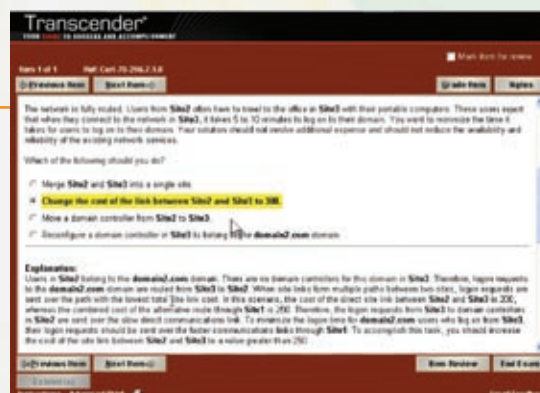 Transcender
YOUR GUIDE TO SUCCESS AND ACCOMPLISHMENT
Mark item for review
Item 1 of 1 Ref: Cert-70-294.7.1.8
Previous Item Next Item Grade Item Notes
The network is fully routed. Users from Site2 often have to travel to the office in Site3 with their portable computers. These users report
that when they connect to the network in Site3, it takes 5 to 10 minutes to log on to their domain. You want to minimize the time it
takes for users to log on to their domain. Your solution should not involve additional expense and should not reduce the availability and
reliability of the existing network services.
Which of the following should you do?
Merge Site2 and Site3 into a single site.
Change the cost of the link between Site2 and Site3 to 300.
Move a domain controller from Site2 to Site3.
Reconfigure a domain controller in Site3 to belong to the domain2.com domain.
Explanation:
Users in Site2 belong to the domain2.com domain. There are no domain controllers for this domain in Site3. Therefore, logon requests
to the domain2.com domain are routed from Site3 to Site2. When site links form multiple paths between two sites, logon requests are
sent over the path with the lowest total site link cost. In this scenario, the cost of the direct site link between Site2 and Site3 is 200,
whereas the combined cost of the alternative route through Site1 is 250. Therefore, the logon requests from Site3 to domain controllers
in Site2 are sent over the slow direct communications link. To minimize the logon time for domain2.com users who log on from Site3,
their logon requests should be sent over the faster communications links through Site1. To accomplish this task, you should increase
the cost of the site link between Site2 and Site3 to a value greater than 250.
Previous Item Next Item Item Review End Exam